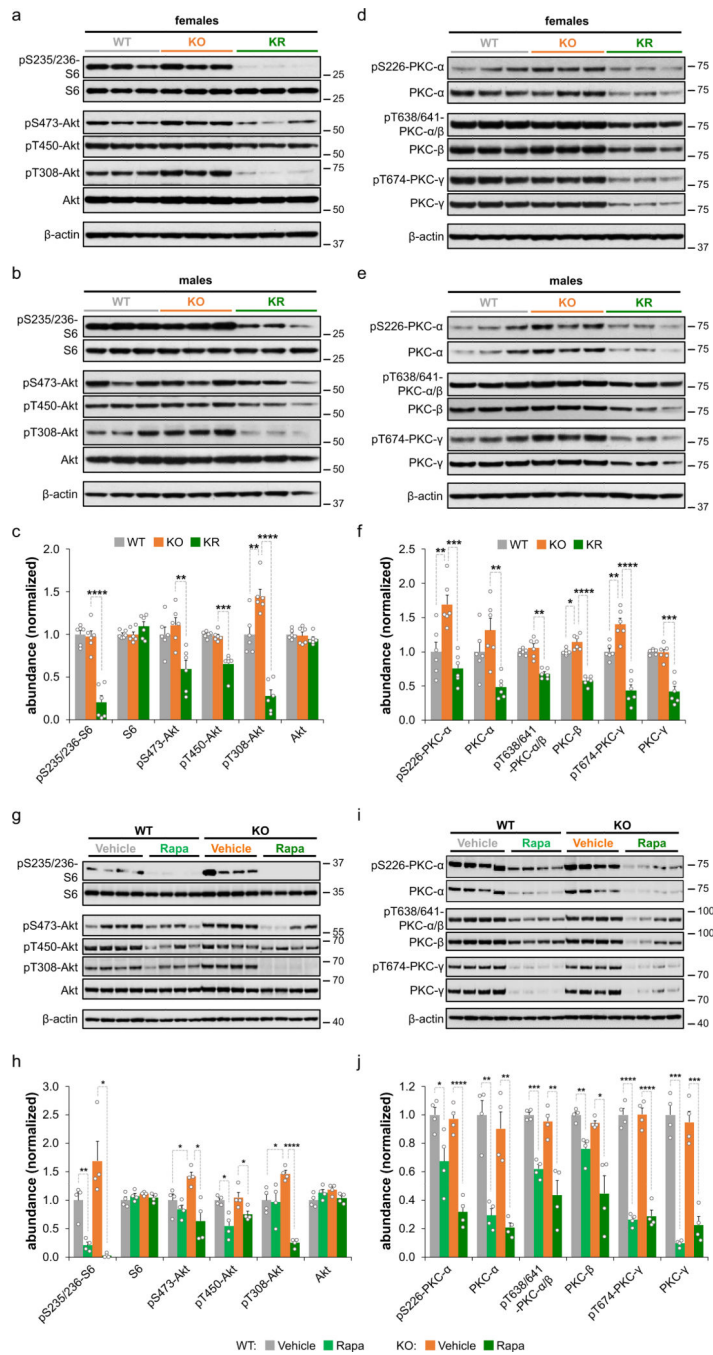 a
females
WT KO KR
pS235/236-
S6
25
S6
25
pS473-Akt
50
pT450-Akt
50
pT308-Akt
75
Akt
50
β-actin
37
b
males
WT KO KR
pS235/236-
S6
25
S6
25
pS473-Akt
50
pT450-Akt
50
pT308-Akt
50
Akt
50
β-actin
37
c
WT KO KR
abundance (normalized)
2.0
1.5
1.0
0.5
0.0
**** ** *** ** ****
pS235/236-S6 S6 pS473-Akt pT450-Akt pT308-Akt Akt
d
females
WT KO KR
pS226-PKC-α
75
PKC-α
75
pT638/641-
PKC-α/β
75
PKC-β
75
pT674-PKC-γ
75
PKC-γ
75
β-actin
37
e
males
WT KO KR
pS226-PKC-α
75
PKC-α
75
pT638/641-
PKC-α/β
75
PKC-β
75
pT674-PKC-γ
75
PKC-γ
75
β-actin
37
f
WT KO KR
abundance (normalized)
2.5
2.0
1.5
1.0
0.5
0.0
** *** ** ** * **** ** **** ***
pS226-PKC-α PKC-α pT638/641
-PKC-α/β PKC-β pT674-PKC-γ PKC-γ
g
WT KO
Vehicle Rapa Vehicle Rapa
pS235/236-
S6
37
S6
35
pS473-Akt
55
pT450-Akt
70
pT308-Akt
70
Akt
70
β-actin
40
h
abundance (normalized)
3.0
2.5
2.0
1.5
1.0
0.5
0.0
** * * * * * * ****
pS235/236-S6 S6 pS473-Akt pT450-Akt pT308-Akt Akt
i
WT KO
Vehicle Rapa Vehicle Rapa
pS226-PKC-α
75
PKC-α
75
pT638/641-
PKC-α/β
100
PKC-β
100
pT674-PKC-γ
70
PKC-γ
70
β-actin
40
j
abundance (normalized)
1.2
1.0
0.8
0.6
0.4
0.2
0.0
* **** ** ** *** ** ** * **** **** *** ***
pS226-PKC-α PKC-α pT638/641
-PKC-α/β PKC-β pT674-PKC-γ PKC-γ
WT: Vehicle Rapa KO: Vehicle Rapa